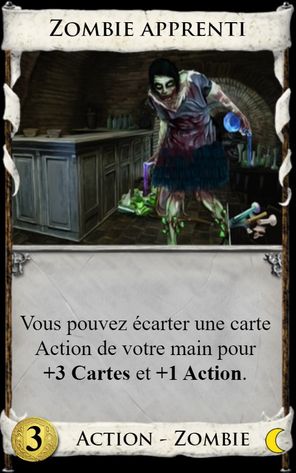 Zombie apprenti
Vous pouvez écarter une carte
Action de votre main pour
+3 Cartes et +1 Action.
3
Action - Zombie